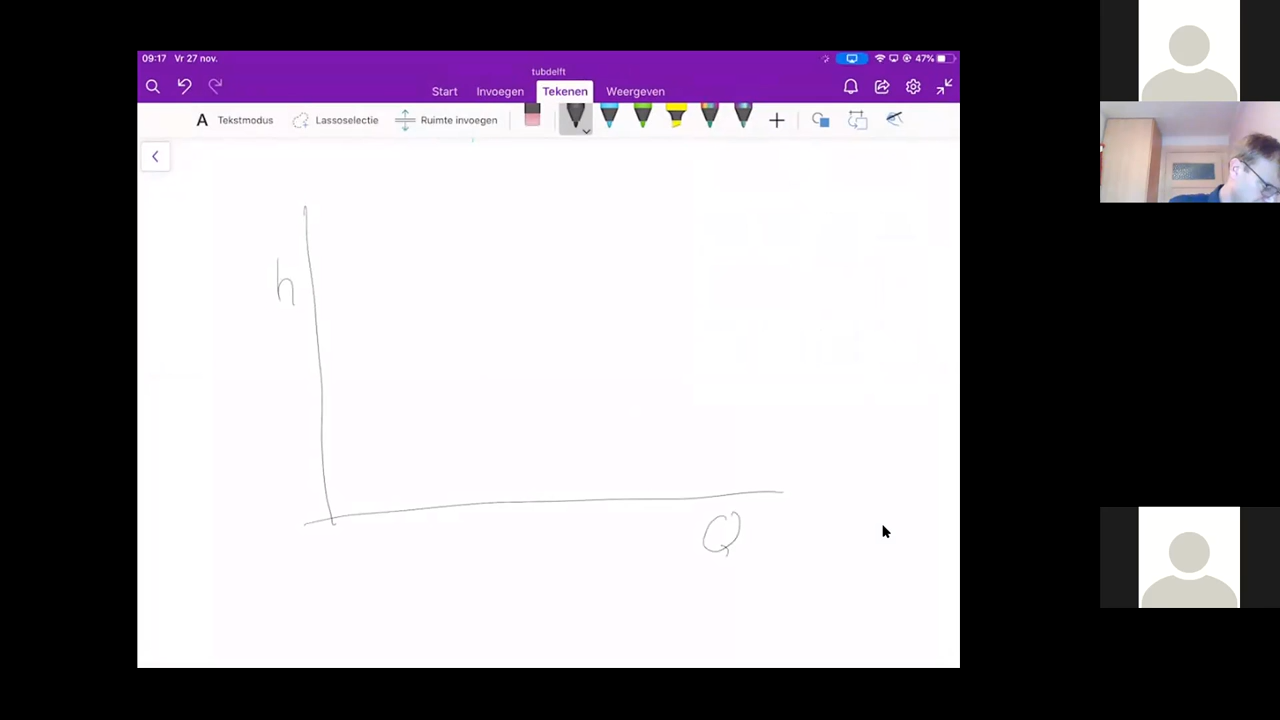 09:17 Vr 27 nov. 47%
tubdelft
Start Invoegen Tekenen Weergeven
A Tekstmodus Lassoselectie Ruimte invoegen
h
Q